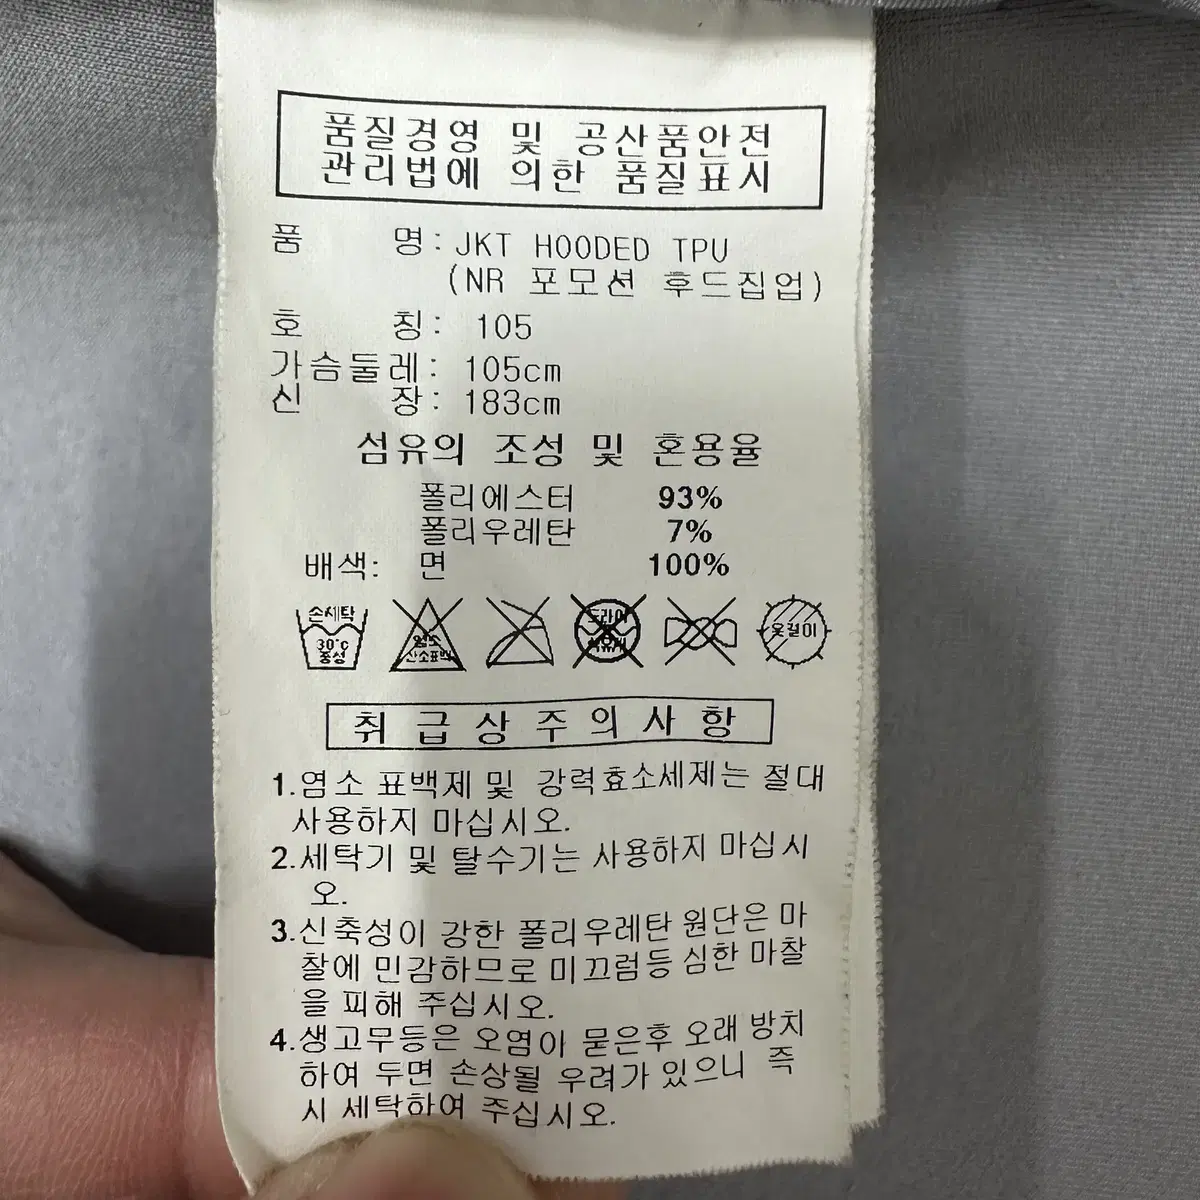 품질경영 및 공산품안전
관리법에 의한 품질표시
품 명: JKT HOODED TPU
(NR 포모션 후드집업)
호 칭: 105
가슴둘레: 105cm
신 장: 183cm
섬유의 조성 및 혼용율
폴리에스터 93%
폴리우레탄 7%
배색: 면 100%
손세탁 30°c 중성
염소 산소표백
드라이
옷걸이
취급상주의사항
1.염소 표백제 및 강력효소세제는 절대
사용하지 마십시오.
2.세탁기 및 탈수기는 사용하지 마십시
오.
3.신축성이 강한 폴리우레탄 원단은 마
찰에 민감하므로 미끄럼등 심한 마찰
을 피해 주십시오.
4.생고무등은 오염이 묻은후 오래 방치
하여 두면 손상될 우려가 있으니 즉
시 세탁하여 주십시오.